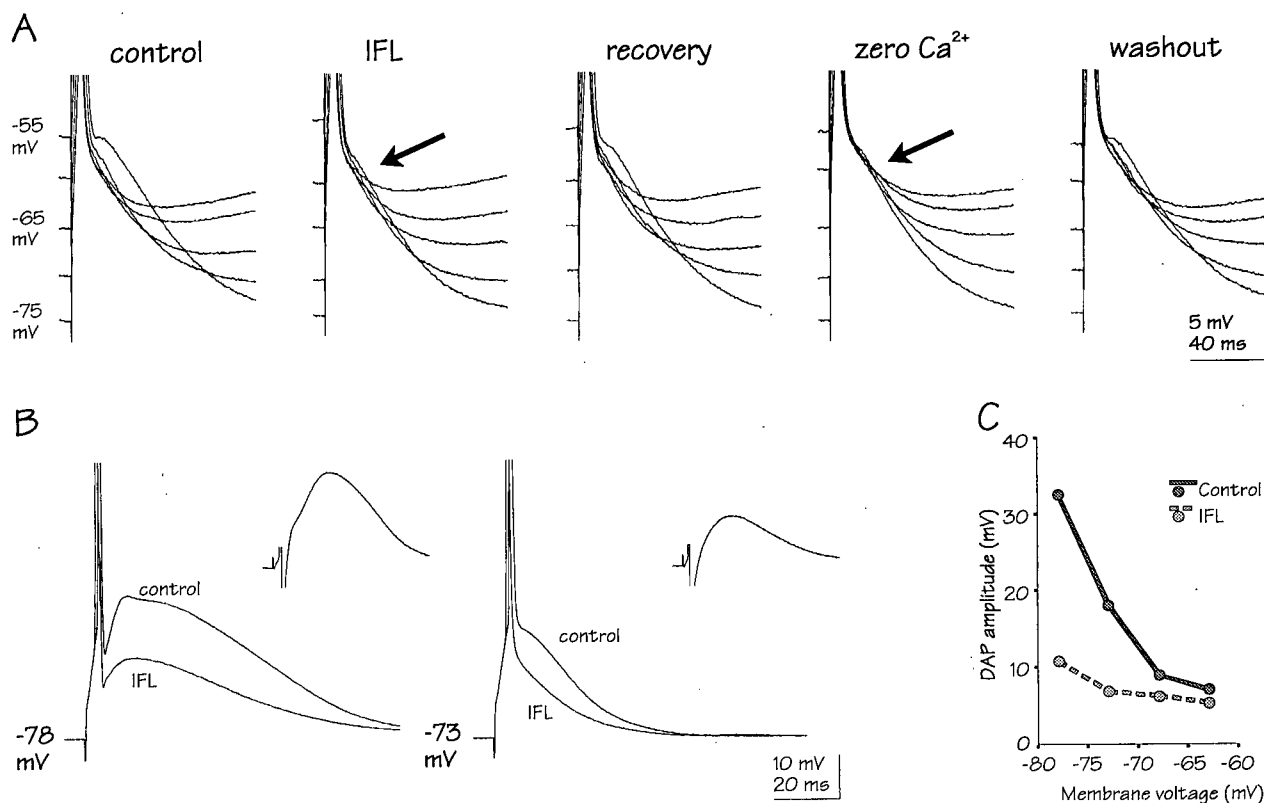 A
control
IFL
recovery
zero Ca²⁺
washout
-55
mV
-65
mV
-75
mV
5 mV
40 ms
B
control
IFL
-78
mV
control
IFL
-73
mV
10 mV
20 ms
C
40
30
20
10
0
DAP amplitude (mV)
Control
IFL
-80 -75 -70 -65 -60
Membrane voltage (mV)